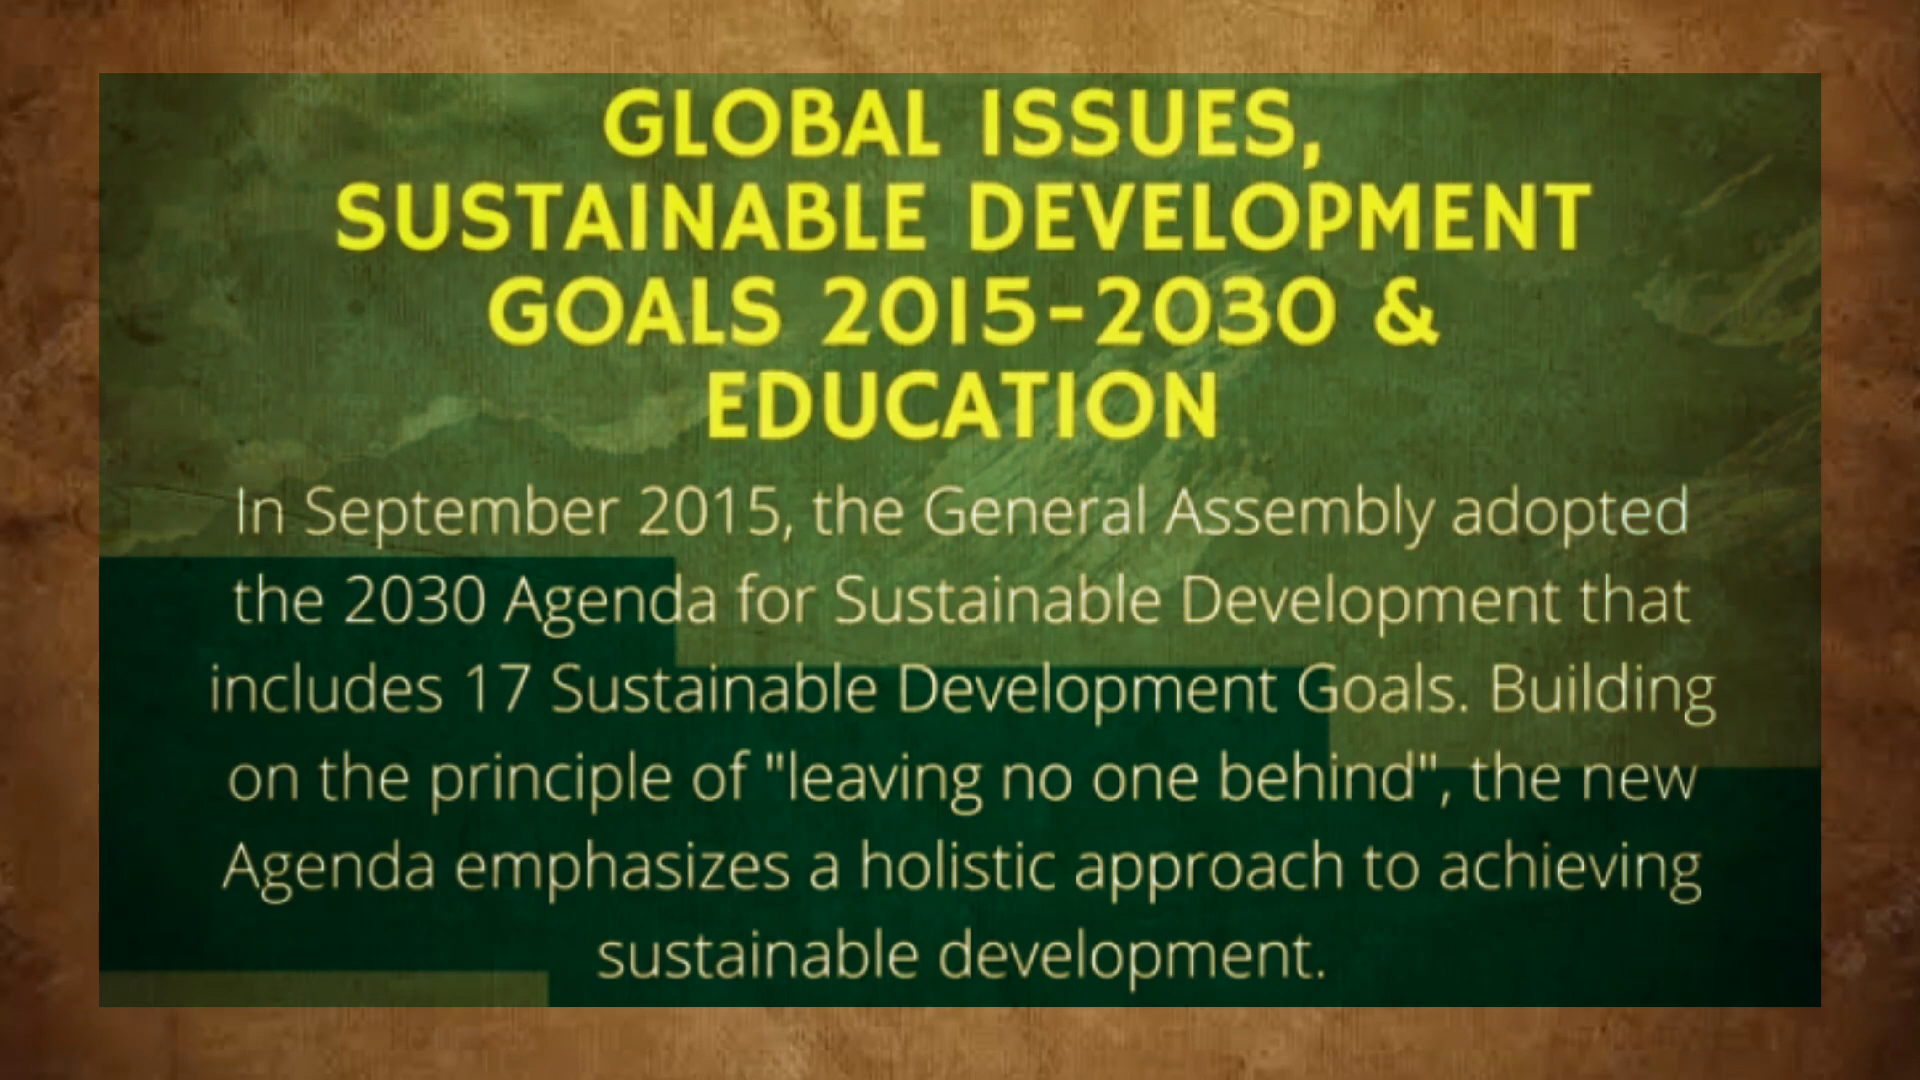 GLOBAL ISSUES,
SUSTAINABLE DEVELOPMENT
GOALS 2015-2030 &
EDUCATION
In September 2015, the General Assembly adopted
the 2030 Agenda for Sustainable Development that
includes 17 Sustainable Development Goals. Building
on the principle of "leaving no one behind", the new
Agenda emphasizes a holistic approach to achieving
sustainable development.